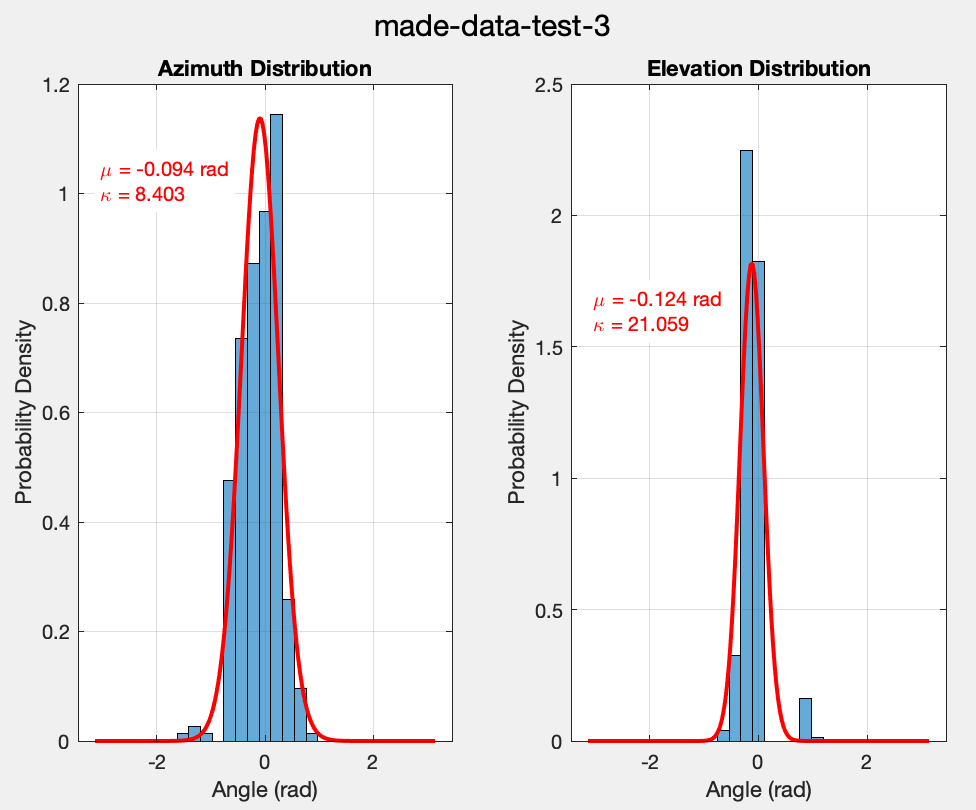 made-data-test-3
Azimuth Distribution
1.2
1
0.8
0.6
0.4
0.2
0
-2
0
2
Probability Density
Angle (rad)
μ = -0.094 rad
κ = 8.403
Elevation Distribution
2.5
2
1.5
1
0.5
0
-2
0
2
Probability Density
Angle (rad)
μ = -0.124 rad
κ = 21.059